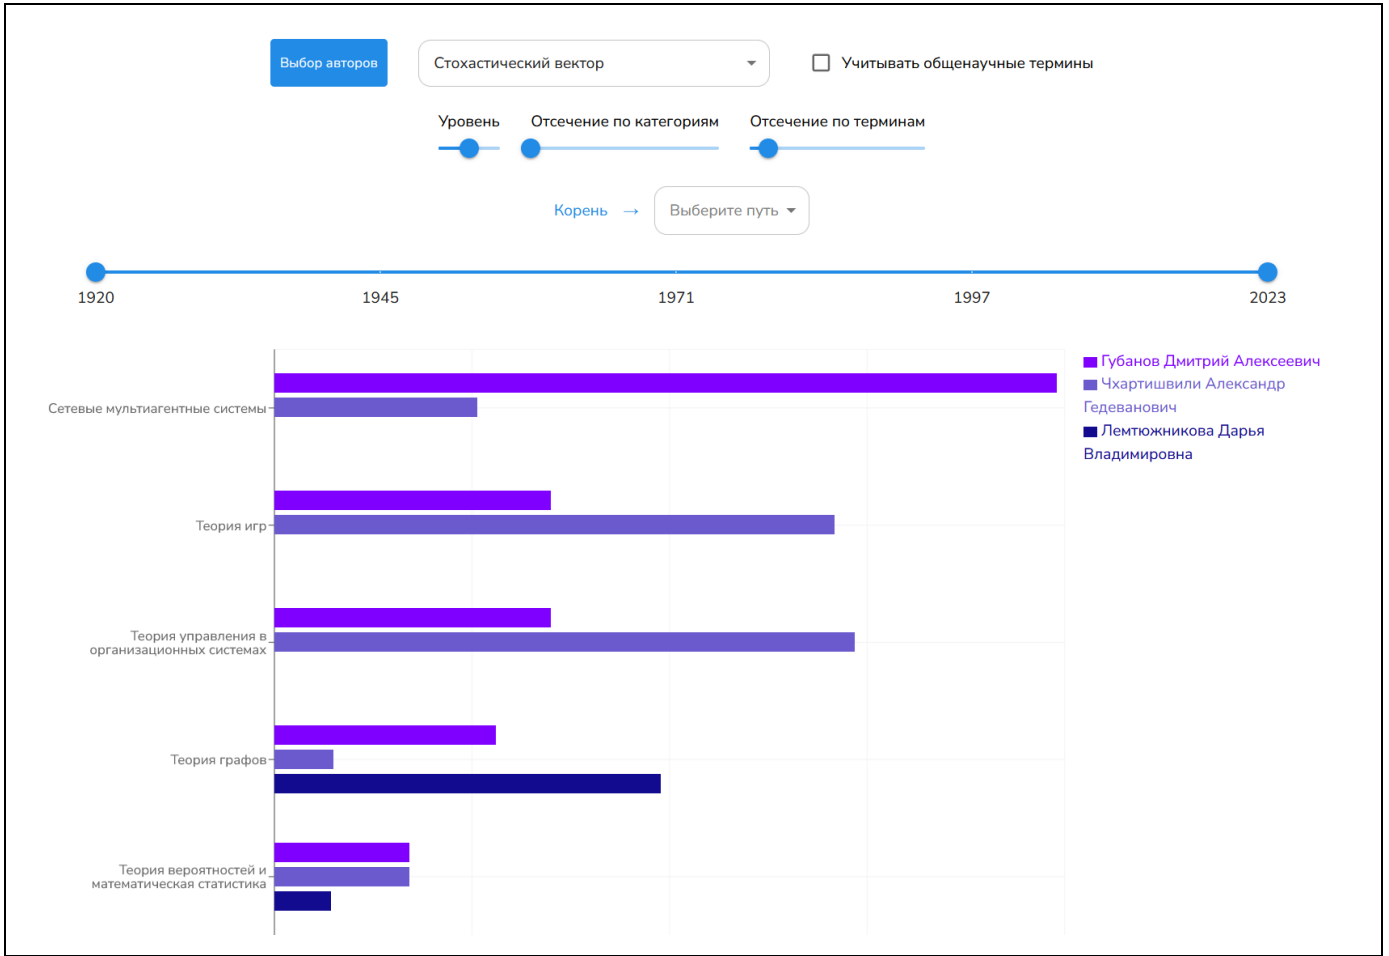 Выбор авторов
Стохастический вектор
Учитывать общенаучные термины
Уровень
Отсечение по категориям
Отсечение по терминам
Корень →
Выберите путь
1920
1945
1971
1997
2023
Губанов Дмитрий Алексеевич
Чхартишвили Александр
Гедеванович
Лемтюжникова Дарья
Владимировна
Сетевые мультиагентные системы
Теория игр
Теория управления в
организационных системах
Теория графов
Теория вероятностей и
математическая статистика